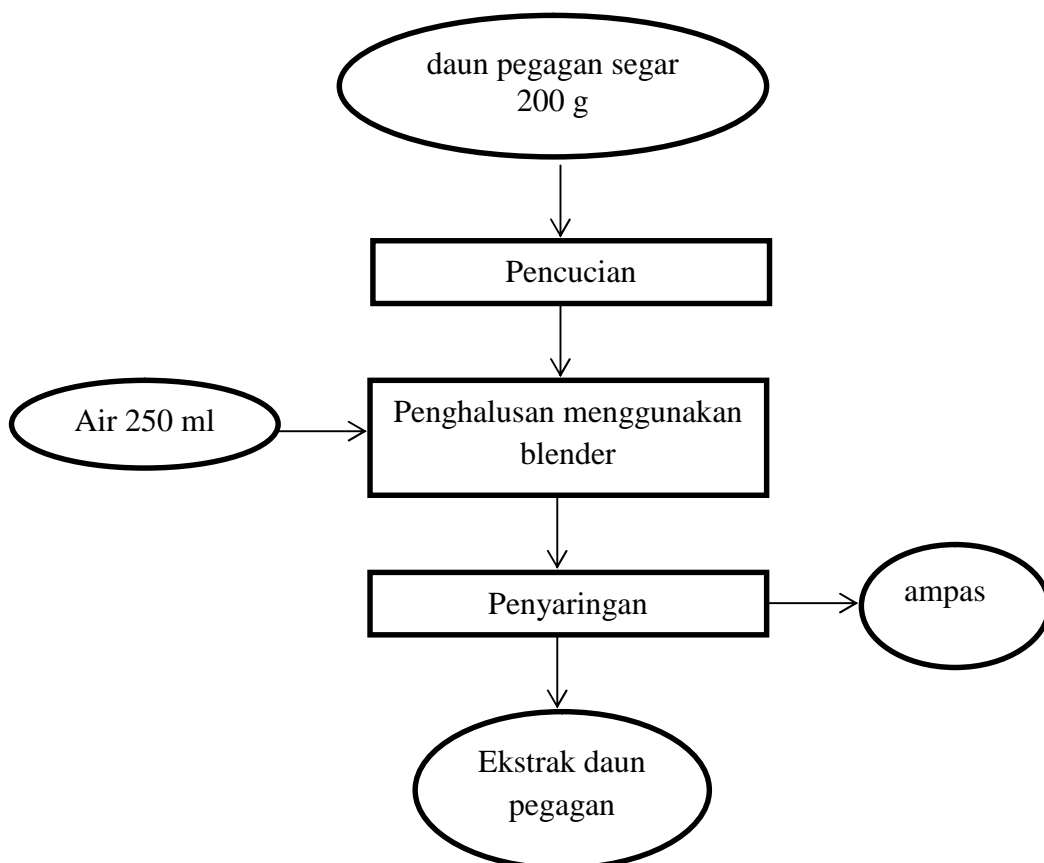 daun pegagan segar
200 g
Pencucian
Air 250 ml
Penghalusan menggunakan
blender
Penyaringan
ampas
Ekstrak daun
pegagan